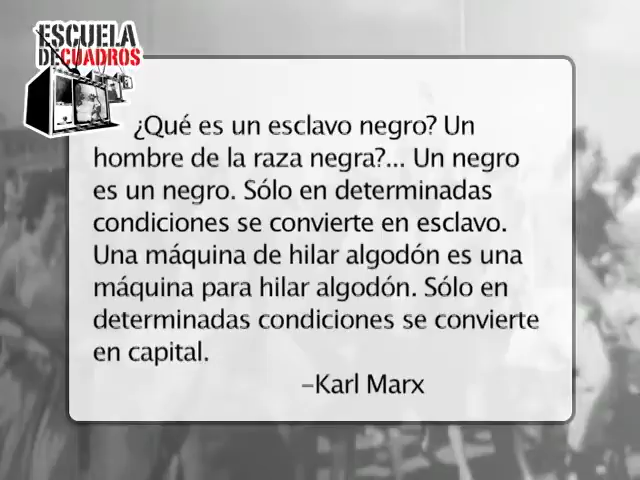 ESCUELA
DECUADROS
¿Qué es un esclavo negro? Un
hombre de la raza negra?... Un negro
es un negro. Sólo en determinadas
condiciones se convierte en esclavo.
Una máquina de hilar algodón es una
máquina para hilar algodón. Sólo en
determinadas condiciones se convierte
en capital.
–Karl Marx